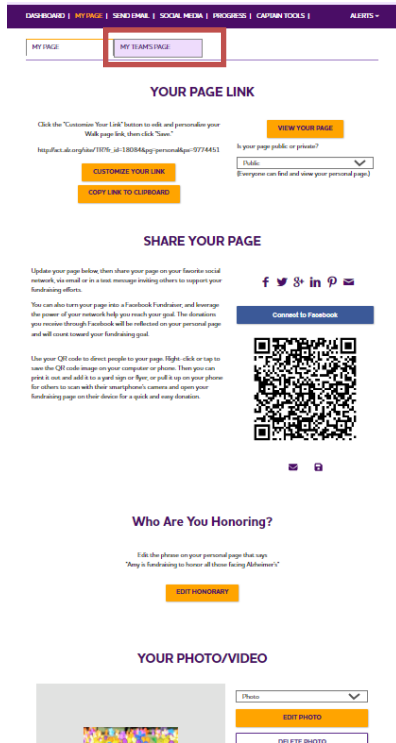 DASHBOARD | MY PAGE | SEND EMAIL | SOCIAL MEDIA | PROGRESS | CAPTAIN TOOLS | ALERTS
MY PAGE
MY TEAM'S PAGE
YOUR PAGE LINK
Click the "Customize Your Link" button to edit and personalize your
Walk page link, then click "Save."
http://act.alz.org/site/TR?fr_id=18084&pg=personal&px=9774451
CUSTOMIZE YOUR LINK
COPY LINK TO CLIPBOARD
VIEW YOUR PAGE
Is your page public or private?
Public
(Everyone can find and view your personal page.)
SHARE YOUR PAGE
Update your page below, then share your page on your favorite social
network, via email or in a text message inviting others to support your
fundraising efforts.
You can also turn your page into a Facebook Fundraiser, and leverage
the power of your network help you reach your goal. The donations
you receive through Facebook will be reflected on your personal page
and will count toward your fundraising goal.
Use your QR code to direct people to your page. Right-click or tap to
save the QR code image on your computer or phone. Then you can
print it out and add it to a yard sign or flyer, or pull it up on your phone
for others to scan with their smartphone's camera and open your
fundraising page on their device for a quick and easy donation.
Connect to Facebook
Who Are You Honoring?
Edit the phrase on your personal page that says
"Amy is fundraising to honor all those facing Alzheimer's"
EDIT HONORARY
YOUR PHOTO/VIDEO
Photo
EDIT PHOTO
DELETE PHOTO